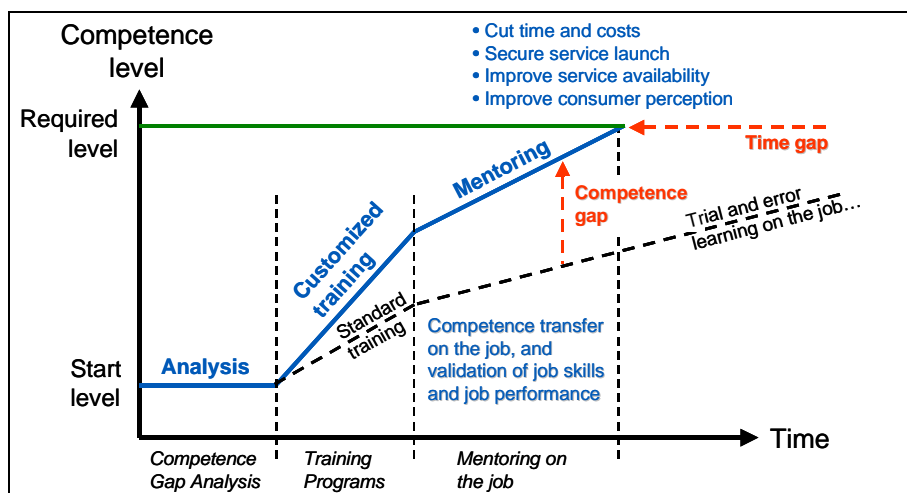 Competence
level
• Cut time and costs
• Secure service launch
• Improve service availability
• Improve consumer perception
Required
level
Time gap
Mentoring
Competence
gap
Customized
training
Trial and error
learning on the job…
Standard
training
Competence transfer
on the job, and
validation of job skills
and job performance
Analysis
Start
level
Time
Competence
Gap Analysis
Training
Programs
Mentoring on
the job